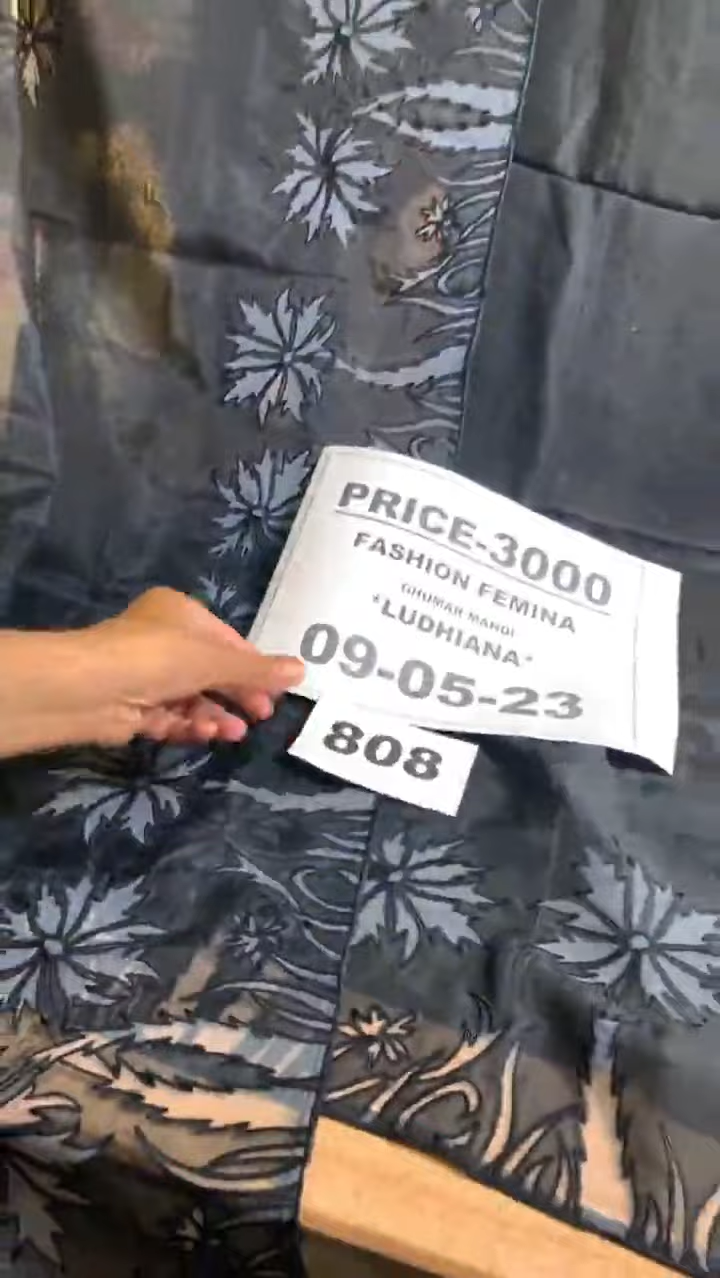 PRICE-3000
FASHION FEMINA
GHUMAR MANDI
*LUDHIANA*
09-05-23
808